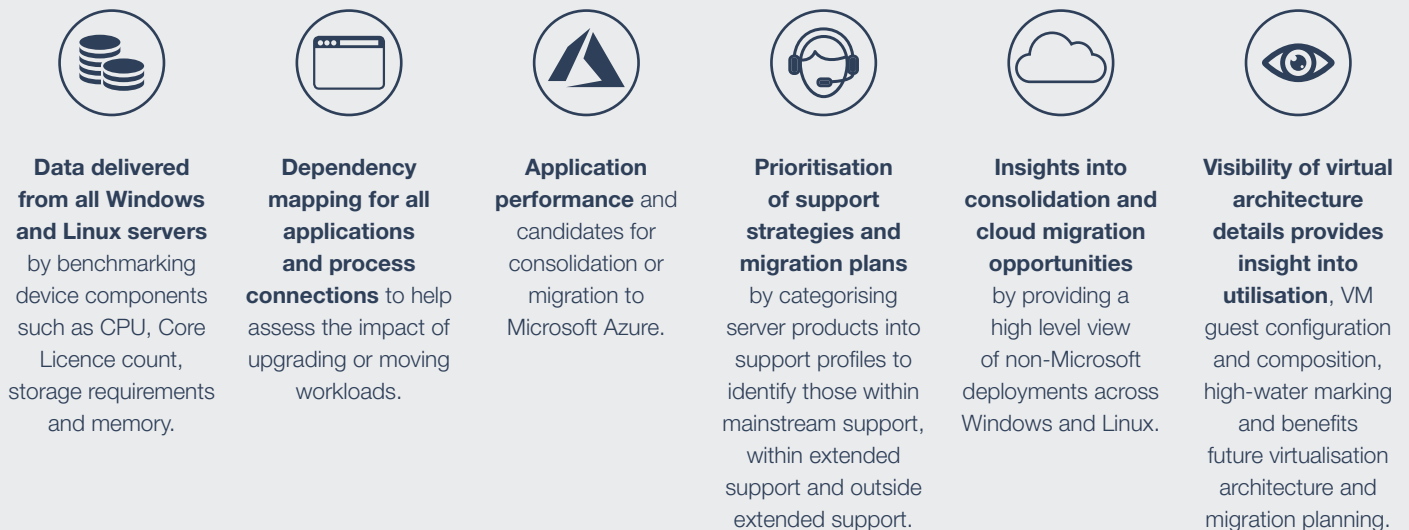 Data delivered
from all Windows
and Linux servers
by benchmarking
device components
such as CPU, Core
Licence count,
storage requirements
and memory.
Dependency
mapping for all
applications
and process
connections to help
assess the impact of
upgrading or moving
workloads.
Application
performance and
candidates for
consolidation or
migration to
Microsoft Azure.
Prioritisation
of support
strategies and
migration plans
by categorising
server products into
support profiles to
identify those within
mainstream support,
within extended
support and outside
extended support.
Insights into
consolidation and
cloud migration
opportunities
by providing a
high level view
of non-Microsoft
deployments across
Windows and Linux.
Visibility of virtual
architecture
details provides
insight into
utilisation, VM
guest configuration
and composition,
high-water marking
and benefits
future virtualisation
architecture and
migration planning.